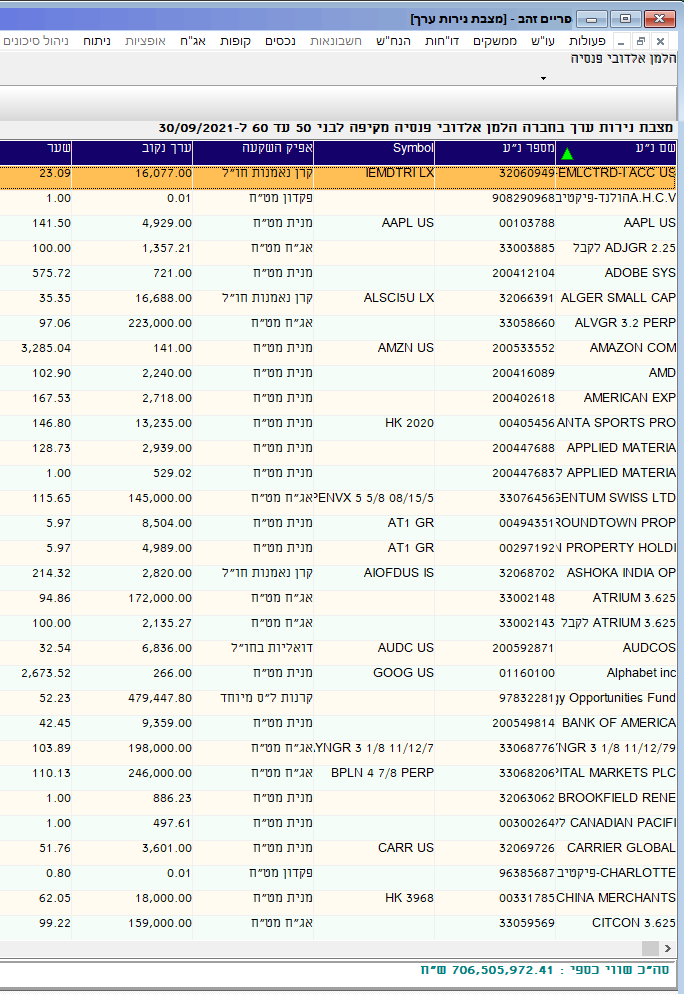 פריים זהב - [מצבת נירות ערך]
פעולות עו"ש ממשקים דו"חות הנח"ש נכסים חשבונאות קופות אג"ח אופציות ניתוח ניהול סיכונים
הלמן אלדובי פנסיה
מצבת נירות ערך בחברה הלמן אלדובי פנסיה מקיפה לבני 50 עד 60 ל-30/09/2021
שם נ"ע מספר נ"ע Symbol אפיק השקעה ערך נקוב שער
EMLCTRD-I ACC US 32060949 IEMDTRI LX קרן נאמנות חו"ל 16,077.00 23.09
A.H.C.V הולנד-פיקטיב 908290968 פקדון מט"ח 0.01 1.00
AAPL US 00103788 AAPL US מנית מט"ח 4,929.00 141.50
ADJGR 2.25 לקבל 33003885 אג"ח מט"ח 1,357.21 100.00
ADOBE SYS 200412104 מנית מט"ח 721.00 575.72
ALGER SMALL CAP 32066391 ALSCI5U LX קרן נאמנות חו"ל 16,688.00 35.35
ALVGR 3.2 PERP 33058660 אג"ח מט"ח 223,000.00 97.06
AMAZON COM 200533552 AMZN US מנית מט"ח 141.00 3,285.04
AMD 200416089 מנית מט"ח 2,240.00 102.90
AMERICAN EXP 200402618 מנית מט"ח 2,718.00 167.53
ANTA SPORTS PRO 00405456 HK 2020 מנית מט"ח 13,235.00 146.80
APPLIED MATERIA 200447688 מנית מט"ח 2,939.00 128.73
APPLIED MATERIA 200447683 מנית מט"ח 529.02 1.00
GENTUM SWISS LTD 33076456 PENVX 5 5/8 08/15/5 אג"ח מט"ח 145,000.00 115.65
ROUNDTOWN PROP 00494351 AT1 GR מנית מט"ח 8,504.00 5.97
N PROPERTY HOLDI 00297192 AT1 GR מנית מט"ח 4,989.00 5.97
ASHOKA INDIA OP 32068702 AIOFDUS IS קרן נאמנות חו"ל 2,820.00 214.32
ATRIUM 3.625 33002148 אג"ח מט"ח 172,000.00 94.86
ATRIUM 3.625 לקבל 33002143 אג"ח מט"ח 2,135.27 100.00
AUDCOS 200592871 AUDC US דואליות בחו"ל 6,836.00 32.54
Alphabet inc 01160100 GOOG US מנית מט"ח 266.00 2,673.52
gy Opportunities Fund 97832281 קרנות ל"ס מיוחד 479,447.80 52.23
BANK OF AMERICA 200549814 מנית מט"ח 9,359.00 42.45
YNGR 3 1/8 11/12/79 33068776 YNGR 3 1/8 11/12/7 אג"ח מט"ח 198,000.00 103.89
PITAL MARKETS PLC 33068206 BPLN 4 7/8 PERP אג"ח מט"ח 246,000.00 110.13
BROOKFIELD RENE 32063062 מנית מט"ח 886.23 1.00
CANADIAN PACIFI 00300264 מנית מט"ח 497.61 1.00
CARRIER GLOBAL 32069726 CARR US מנית מט"ח 3,601.00 51.76
CHARLOTTE-פיקטיב 96385687 פקדון מט"ח 0.01 0.80
CHINA MERCHANTS 00331785 HK 3968 מנית מט"ח 18,000.00 62.05
CITCON 3.625 33059569 אג"ח מט"ח 159,000.00 99.22
סה"כ שווי כספי : 706,505,972.41 ש"ח